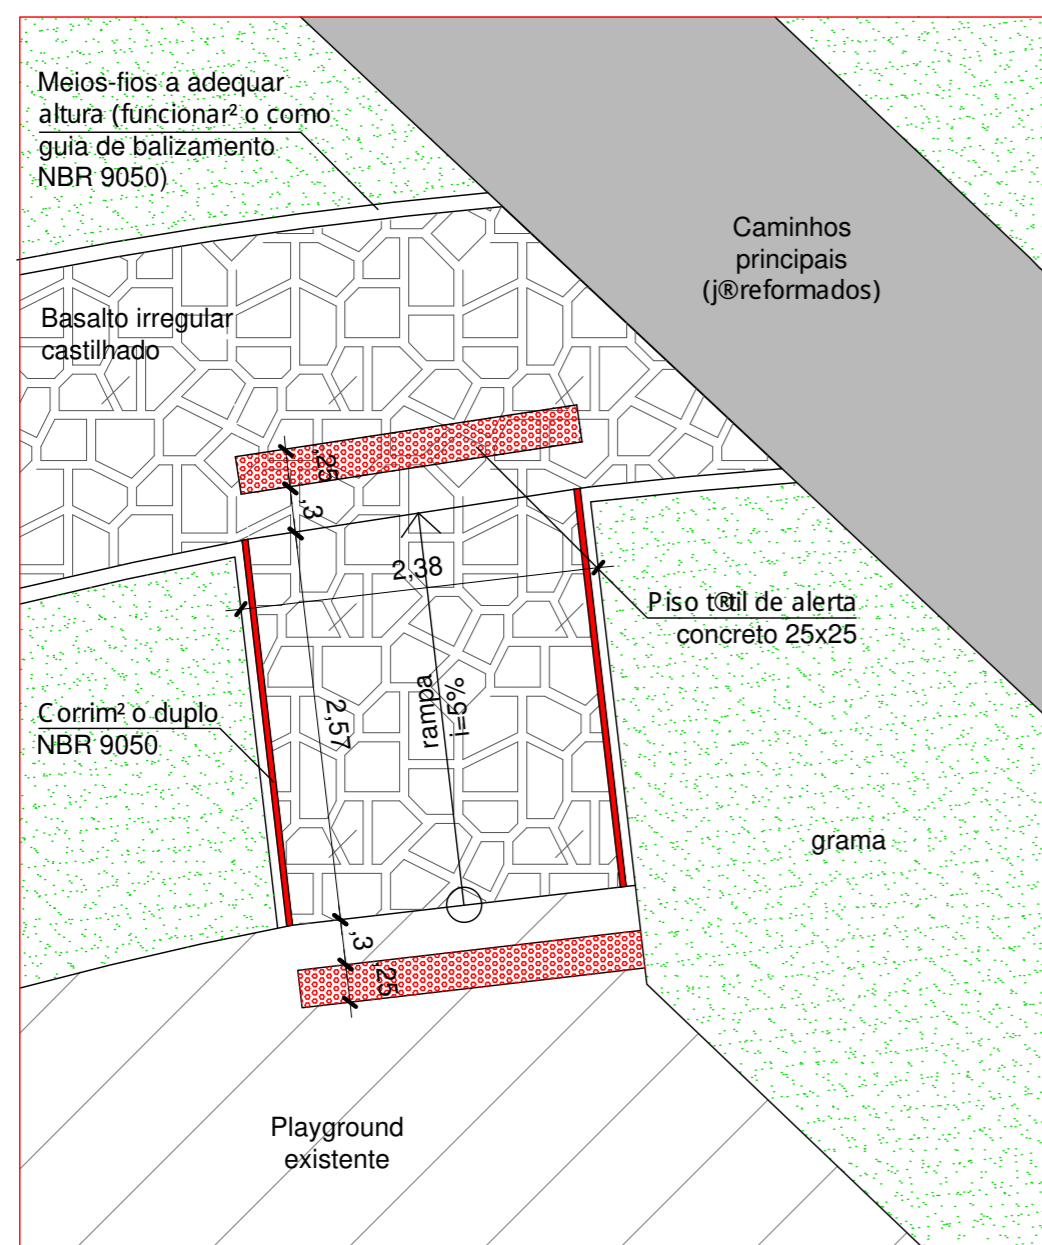 Meios-fios a adequar
altura (funcionar² o como
guia de balizamento
NBR 9050)
Caminhos
principais
(j®reformados)
Basalto irregular
castilhado
,25
,3
2,38
Piso t®til de alerta
concreto 25x25
rampa
i=5%
2,57
Corrim² o duplo
NBR 9050
grama
,3
,25
Playground
existente